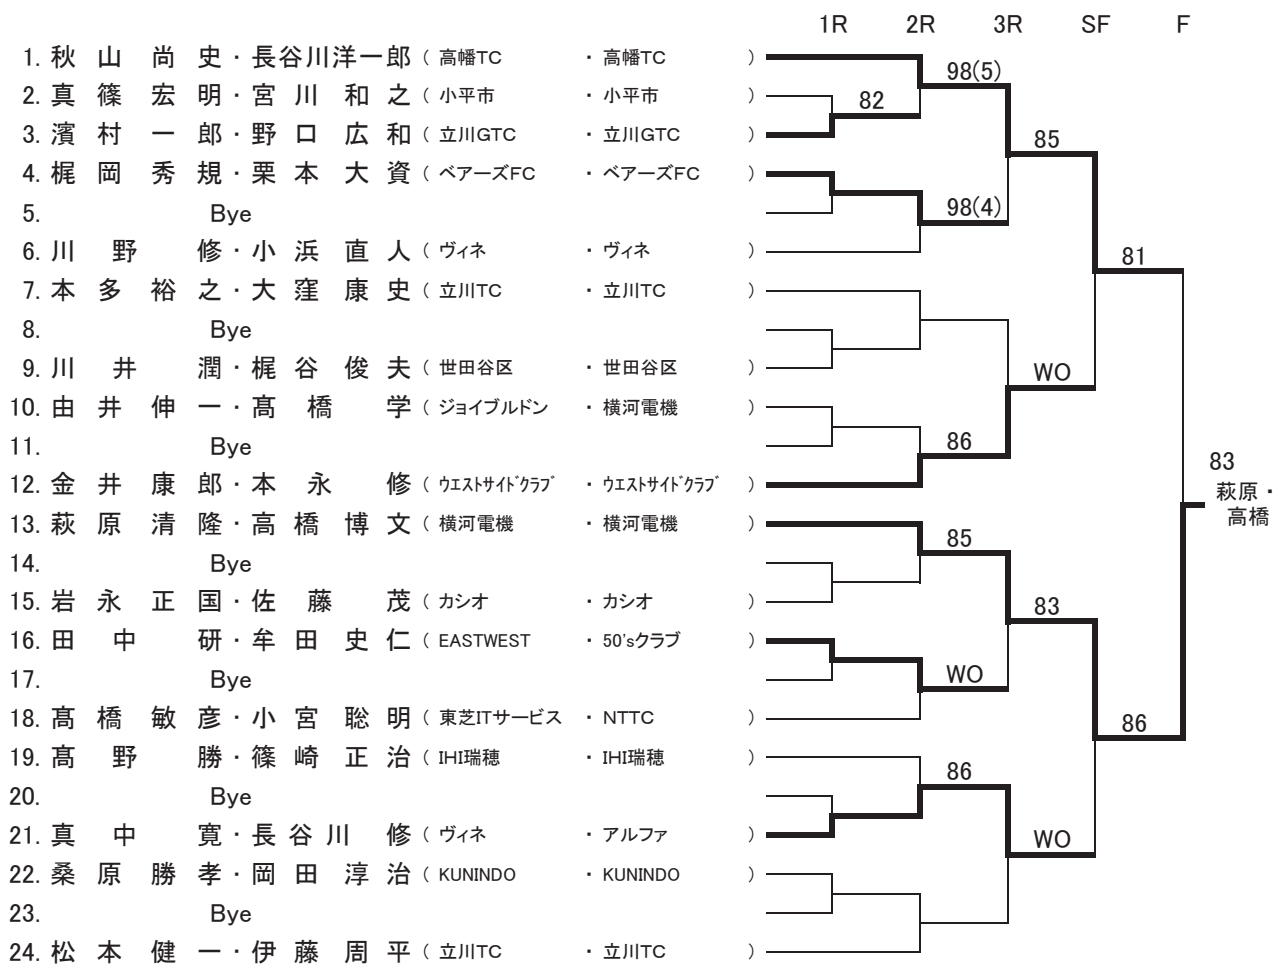 1R 2R 3R SF F
1. 秋山尚史・長谷川洋一郎 ( 高幡TC ・ 高幡TC )
98(5)
2. 真篠宏明・宮川和之 ( 小平市 ・ 小平市 )
82
3. 濱村一郎・野口広和 ( 立川GTC ・ 立川GTC )
85
4. 梶岡秀規・栗本大資 ( ベアーズFC ・ ベアーズFC )
5. Bye
98(4)
6. 川野修・小浜直人 ( ヴィネ ・ ヴィネ )
81
7. 本多裕之・大窪康史 ( 立川TC ・ 立川TC )
8. Bye
9. 川井潤・梶谷俊夫 ( 世田谷区 ・ 世田谷区 )
WO
10. 由井伸一・髙橋学 ( ジョイブルドン ・ 横河電機 )
11. Bye
86
12. 金井康郎・本永修 ( ウエストサイドクラブ ・ ウエストサイドクラブ )
83
萩原・
高橋
13. 萩原清隆・高橋博文 ( 横河電機 ・ 横河電機 )
85
14. Bye
15. 岩永正国・佐藤茂 ( カシオ ・ カシオ )
83
16. 田中研・牟田史仁 ( EASTWEST ・ 50'sクラブ )
17. Bye
WO
18. 髙橋敏彦・小宮聡明 ( 東芝ITサービス ・ NTTC )
86
19. 髙野勝・篠崎正治 ( IHI瑞穂 ・ IHI瑞穂 )
86
20. Bye
21. 真中寛・長谷川修 ( ヴィネ ・ アルファ )
WO
22. 桑原勝孝・岡田淳治 ( KUNINDO ・ KUNINDO )
23. Bye
24. 松本健一・伊藤周平 ( 立川TC ・ 立川TC )